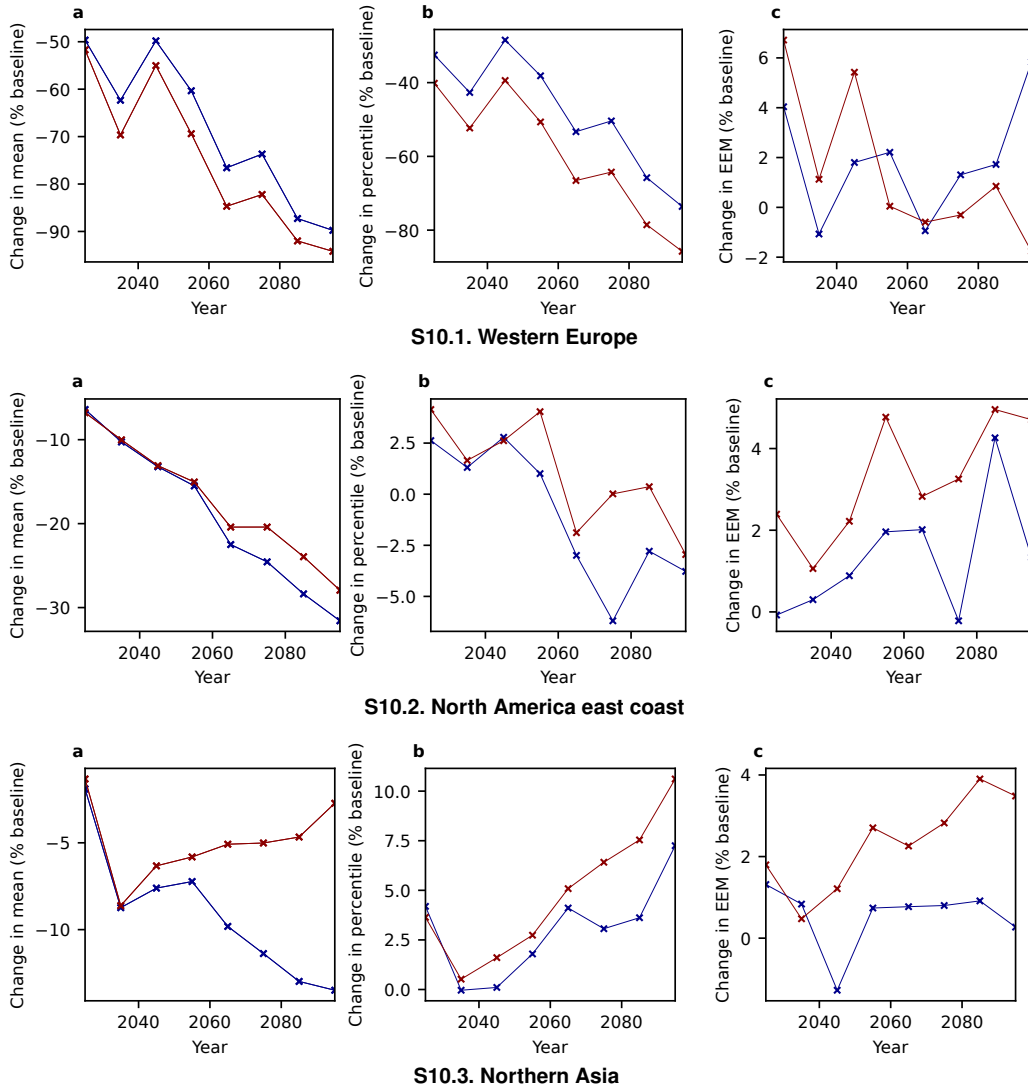 a
Change in mean (% baseline)
−50
−60
−70
−80
−90
2040 2060 2080
Year
b
Change in percentile (% baseline)
−40
−60
−80
2040 2060 2080
Year
c
Change in EEM (% baseline)
6
4
2
0
−2
2040 2060 2080
Year
S10.1. Western Europe
a
Change in mean (% baseline)
−10
−20
−30
2040 2060 2080
Year
b
Change in percentile (% baseline)
2.5
0.0
−2.5
−5.0
2040 2060 2080
Year
c
Change in EEM (% baseline)
4
2
0
2040 2060 2080
Year
S10.2. North America east coast
a
Change in mean (% baseline)
−5
−10
2040 2060 2080
Year
b
Change in percentile (% baseline)
10.0
7.5
5.0
2.5
0.0
2040 2060 2080
Year
c
Change in EEM (% baseline)
4
2
0
2040 2060 2080
Year
S10.3. Northern Asia